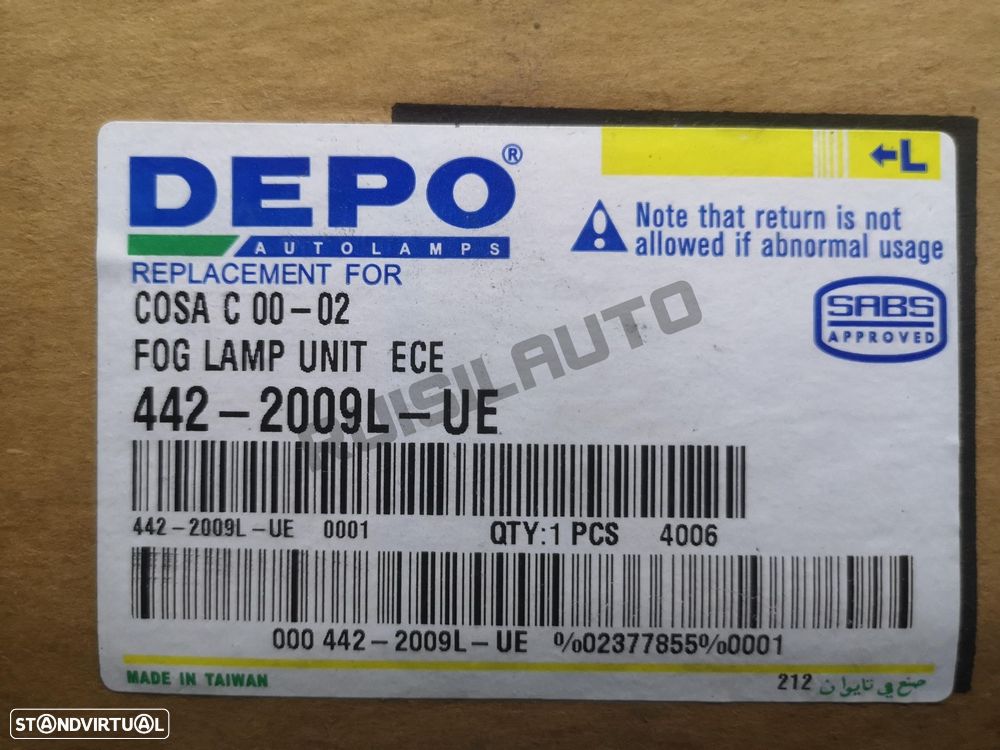 DEPO®
AUTOLAMPS
←L
Note that return is not
allowed if abnormal usage
REPLACEMENT FOR
COSA C 00-02
FOG LAMP UNIT ECE
442-2009L-UE
SABS
APPROVED
RUISILAUTO
442-2009L-UE 0001 QTY:1 PCS 4006
000 442-2009L-UE %02377855%0001
MADE IN TAIWAN
212 صنع في تايوان
STANDVIRTUAL